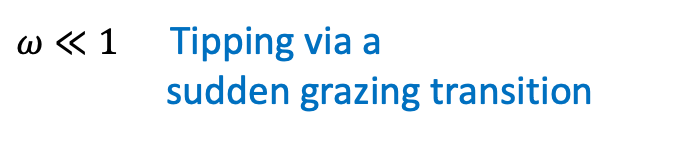 ω ≪ 1 Tipping via a
sudden grazing transition